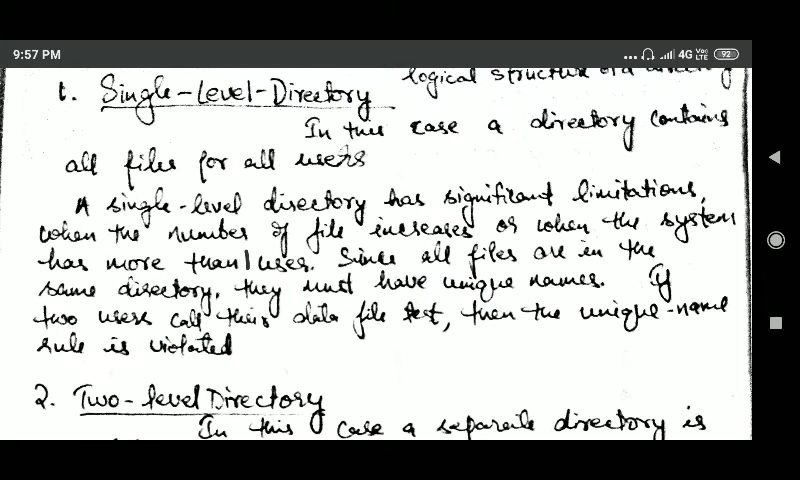 9:57 PM
4G Vo) LTE 92
logical structure of a
1. Single-Level-Directory
In this case a directory contains
all files for all users
A single-level directory has significant limitations,
when the number of file increases or when the system
has more than 1 user. Since all files are in the
same directory, they must have unique names. If
two users call their data file test, then the unique-name
rule is violated
2. Two-level Directory
In this case a separate directory is